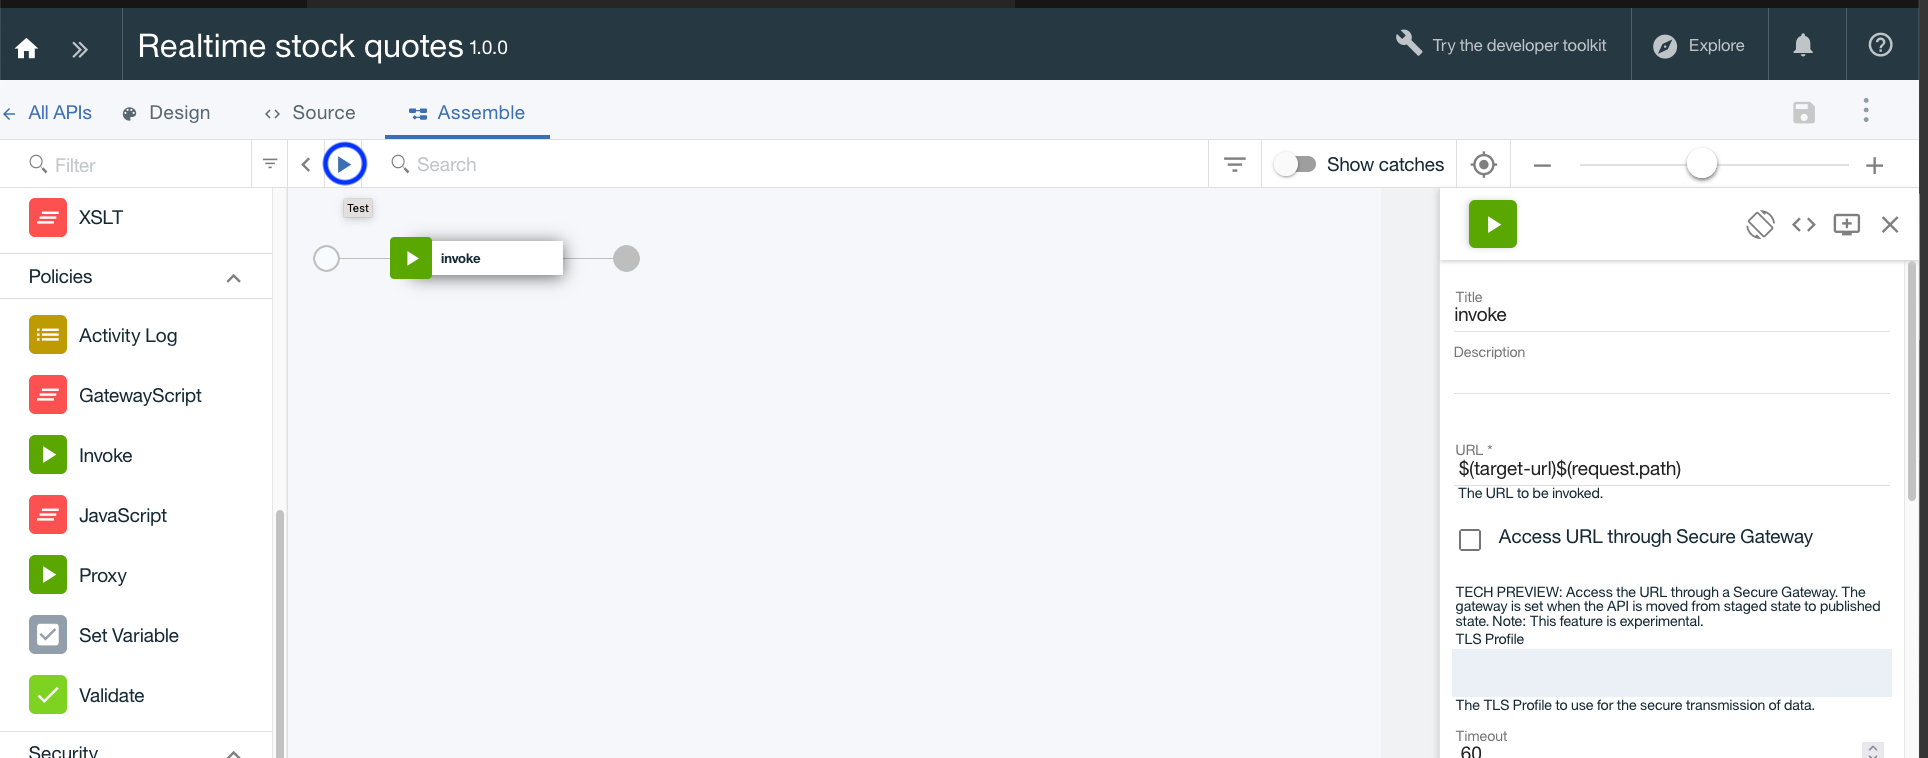 Realtime stock quotes 1.0.0
Try the developer toolkit
Explore
All APIs
Design
Source
Assemble
Filter
Search
Show catches
Test
XSLT
Policies
Activity Log
GatewayScript
Invoke
JavaScript
Proxy
Set Variable
Validate
Security
invoke
Title
invoke
Description
URL *
$(target-url)$(request.path)
The URL to be invoked.
Access URL through Secure Gateway
TECH PREVIEW: Access the URL through a Secure Gateway. The
gateway is set when the API is moved from staged state to published
state. Note: This feature is experimental.
TLS Profile
The TLS Profile to use for the secure transmission of data.
Timeout
60